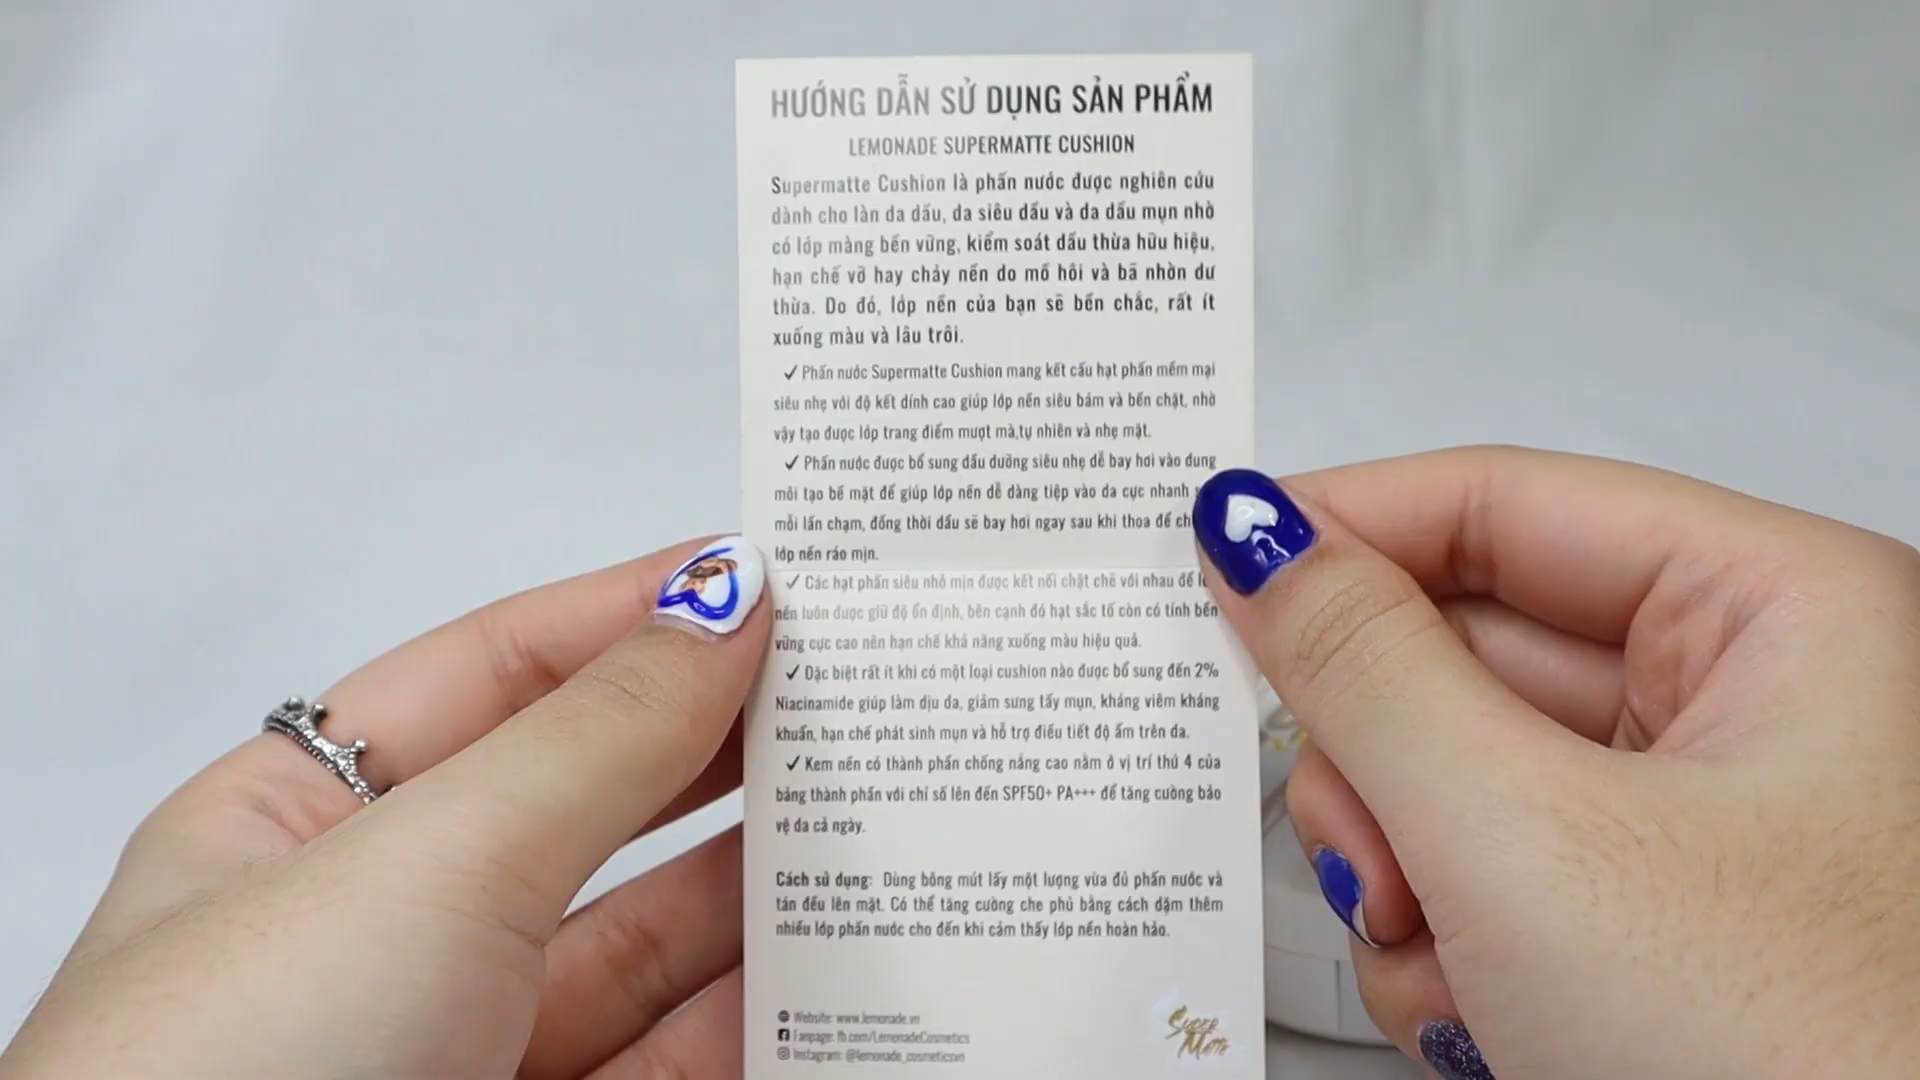 HƯỚNG DẪN SỬ DỤNG SẢN PHẨM
LEMONADE SUPERMATTE CUSHION
Supermatte Cushion là phấn nước được nghiên cứu
dành cho làn da dầu, da siêu dầu và da dầu mụn nhờ
có lớp màng bền vững, kiểm soát dầu thừa hữu hiệu,
hạn chế vỡ hay chảy nền do mồ hôi và bã nhờn dư
thừa. Do đó, lớp nền của bạn sẽ bền chắc, rất ít
xuống màu và lâu trôi.
✓ Phấn nước Supermatte Cushion mang kết cấu hạt phấn mềm mại
siêu nhẹ với độ kết dính cao giúp lớp nền siêu bám và bền chặt, nhờ
vậy tạo được lớp trang điểm mượt mà,tự nhiên và nhẹ mặt.
✓ Phấn nước được bổ sung dầu dưỡng siêu nhẹ dễ bay hơi vào dung
môi tạo bề mặt để giúp lớp nền dễ dàng tiệp vào da cực nhanh
mỗi lần chạm, đồng thời dầu sẽ bay hơi ngay sau khi thoa để
lớp nền ráo mịn.
✓ Các hạt phấn siêu nhỏ mịn được kết nối chặt chẽ với nhau để
nền luôn được giữ độ ổn định, bên cạnh đó hạt sắc tố còn có tính bền
vững cực cao nên hạn chế khả năng xuống màu hiệu quả.
✓ Đặc biệt rất ít khi có một loại cushion nào được bổ sung đến 2%
Niacinamide giúp làm dịu da, giảm sưng tấy mụn, kháng viêm kháng
khuẩn, hạn chế phát sinh mụn và hỗ trợ điều tiết độ ẩm trên da.
✓ Kem nền có thành phần chống nắng cao nằm ở vị trí thứ 4 của
bảng thành phần với chỉ số lên đến SPF50+ PA+++ để tăng cường bảo
vệ da cả ngày.
Cách sử dụng: Dùng bông mút lấy một lượng vừa đủ phấn nước và
tán đều lên mặt. Có thể tăng cường che phủ bằng cách dặm thêm
nhiều lớp phấn nước cho đến khi cảm thấy lớp nền hoàn hảo.
Website: www.lemonade.vn
Fanpage: fb.com/LemonadeCosmetics
Instagram: @lemonade_cosmeticsvn
Super
Matte